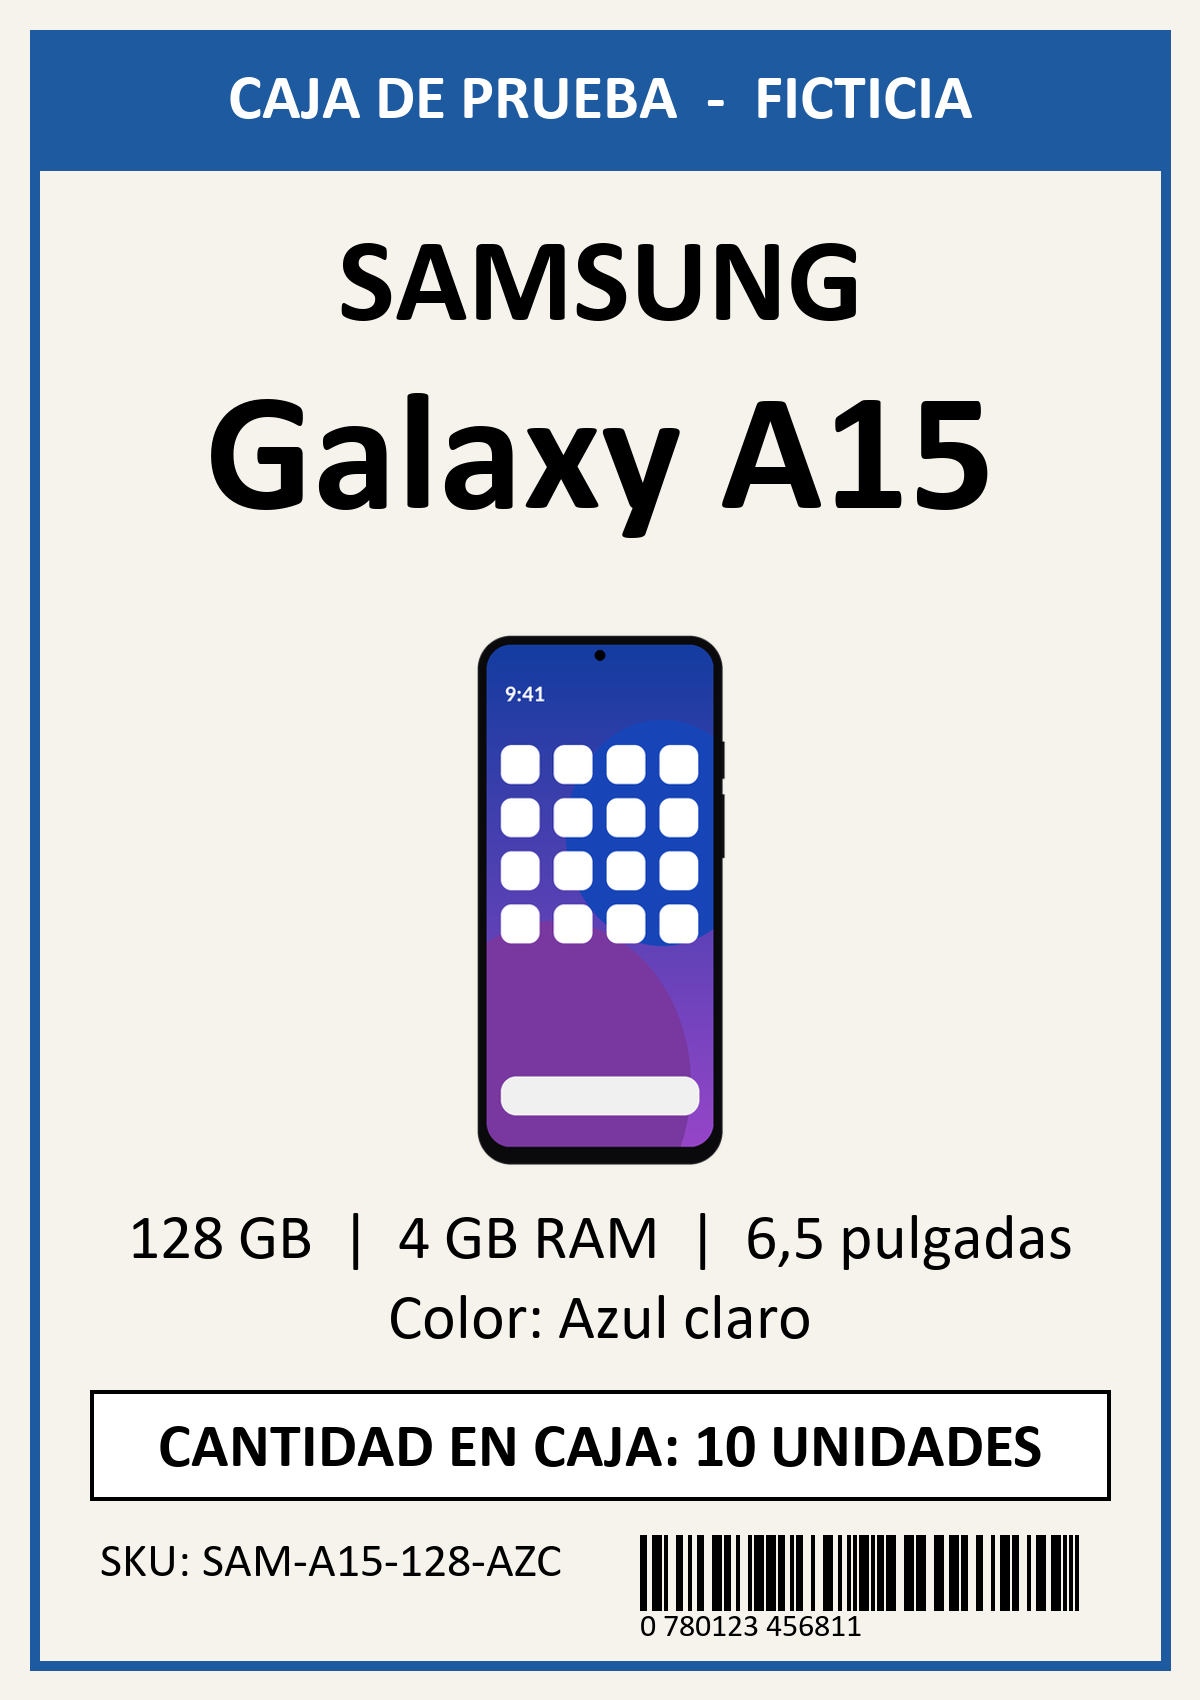 CAJA DE PRUEBA - FICTICIA
SAMSUNG
Galaxy A15
9:41
128 GB | 4 GB RAM | 6,5 pulgadas
Color: Azul claro
CANTIDAD EN CAJA: 10 UNIDADES
SKU: SAM-A15-128-AZC
0 780123 456811